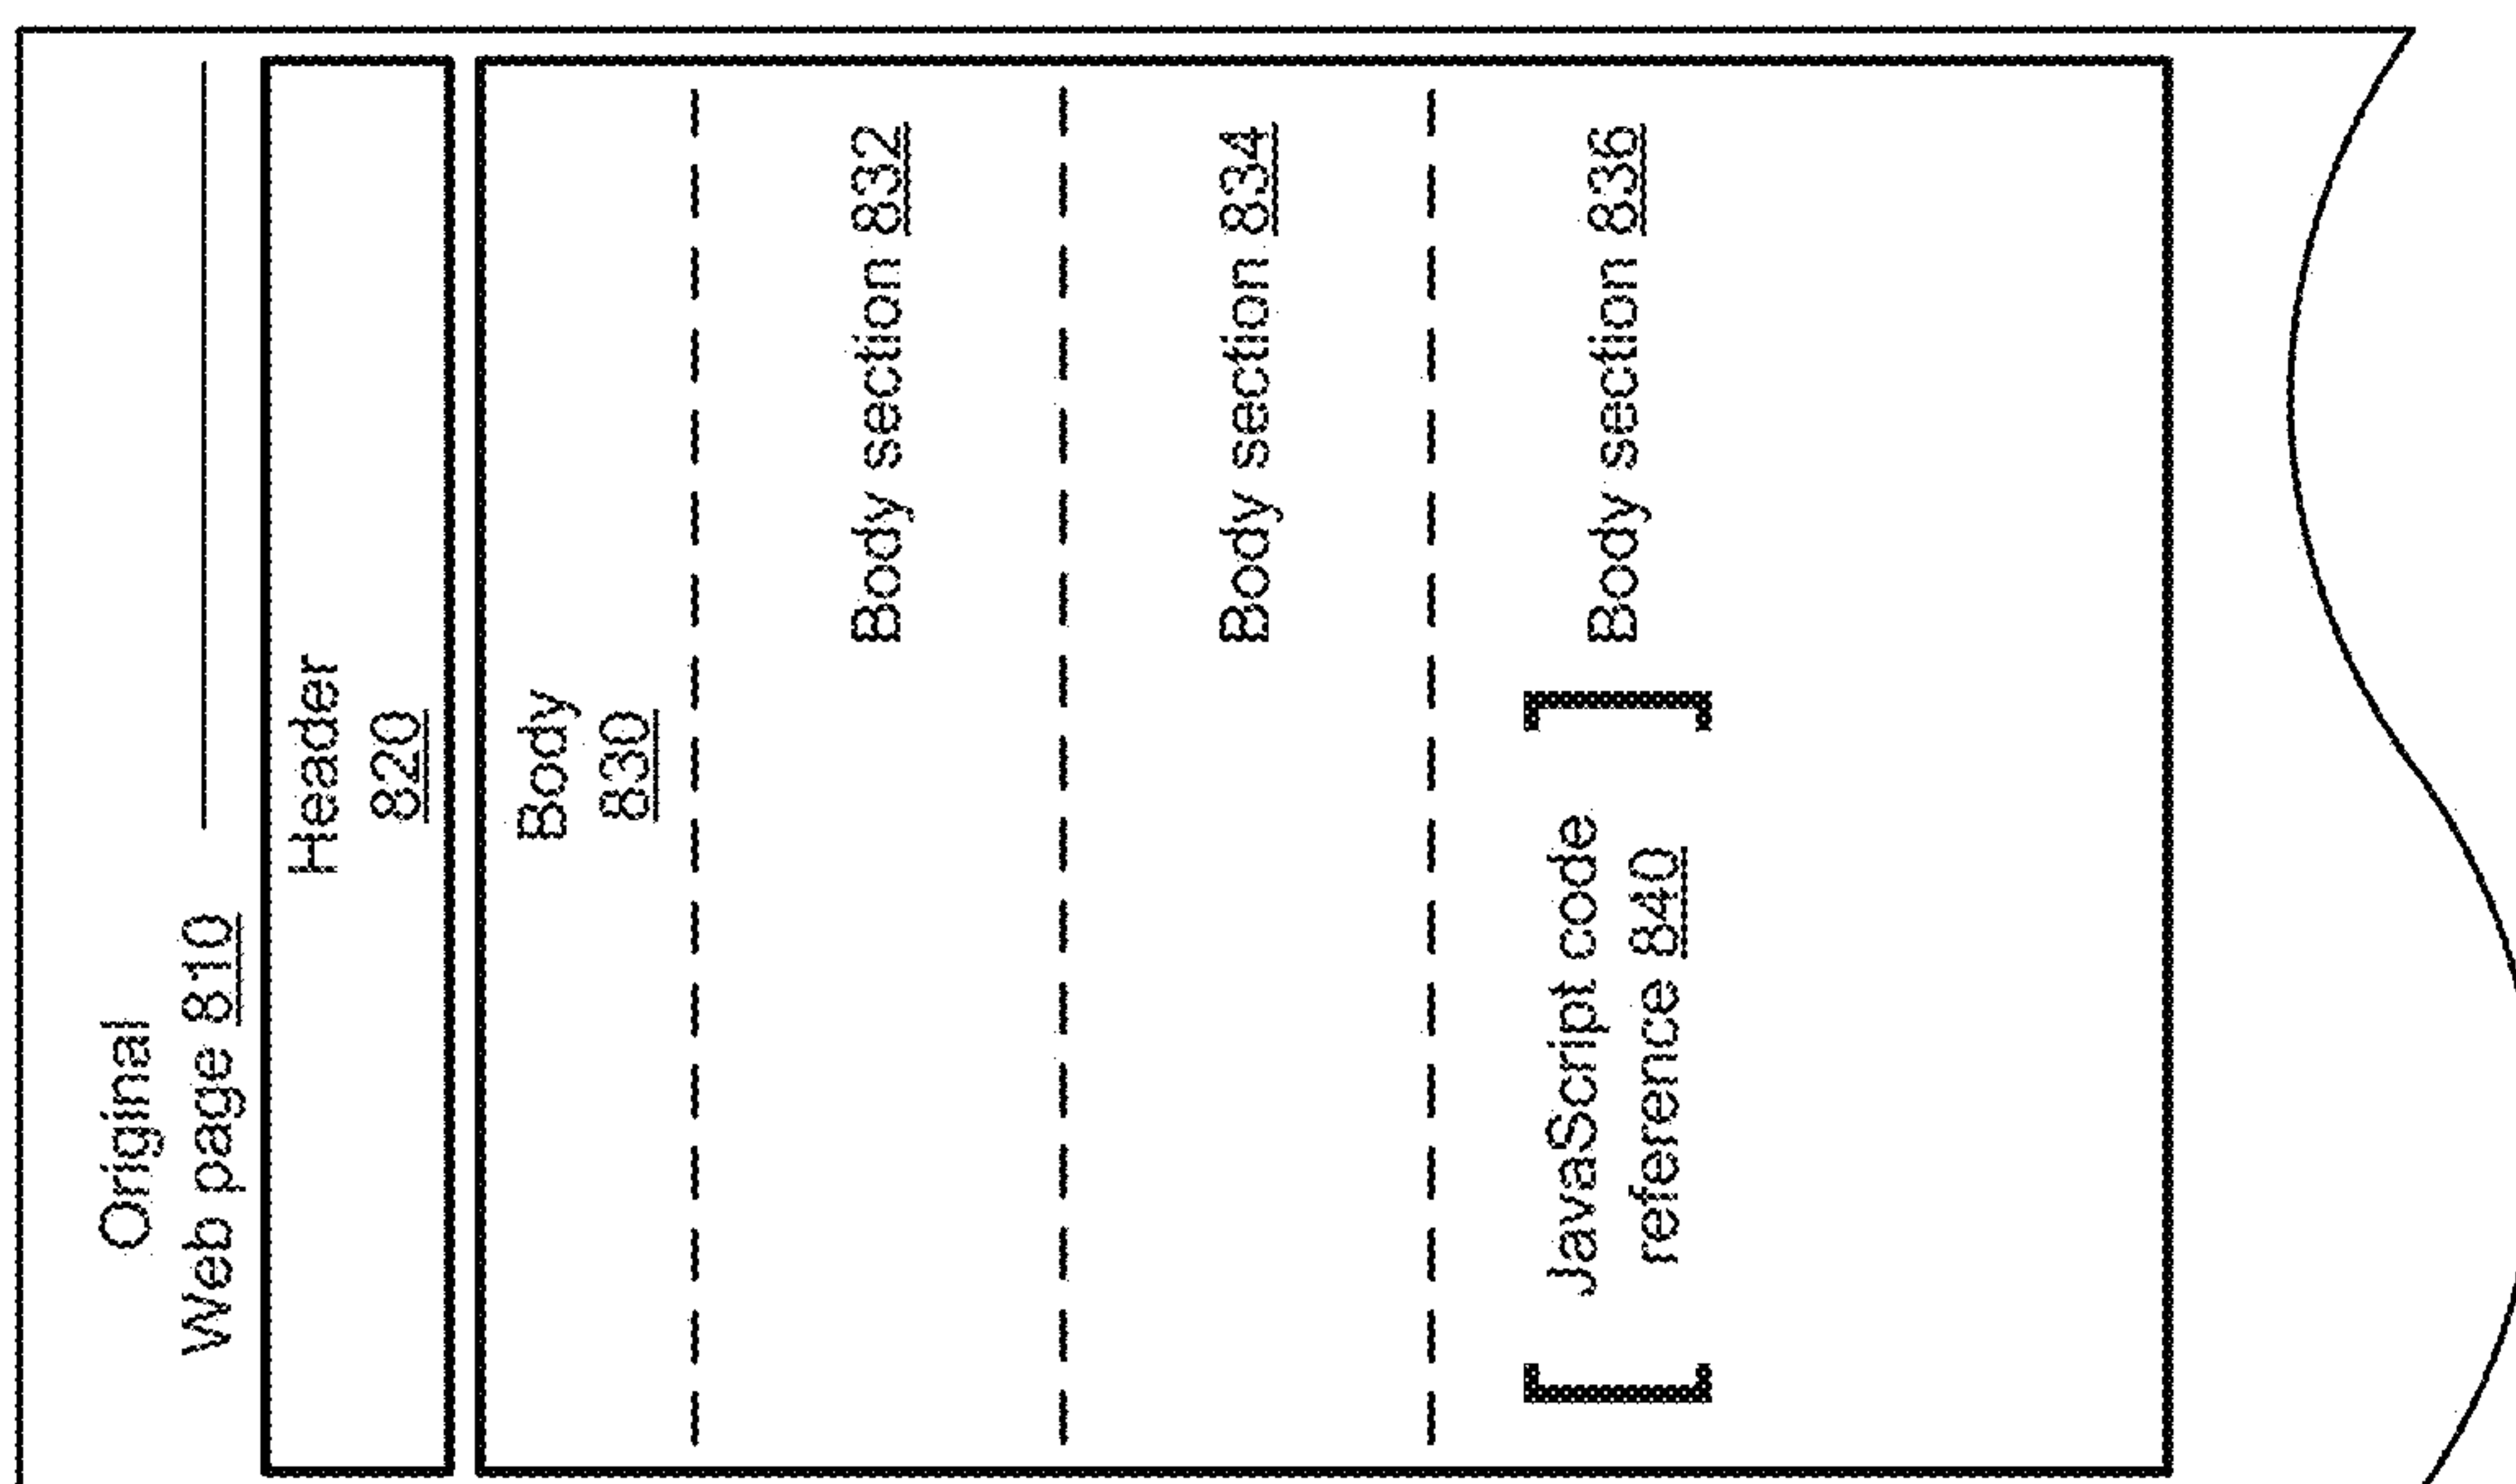 Original
Web page 810
Header
820
Body
830
Body section 832
Body section 834
JavaScript code
reference 840
Body section 836